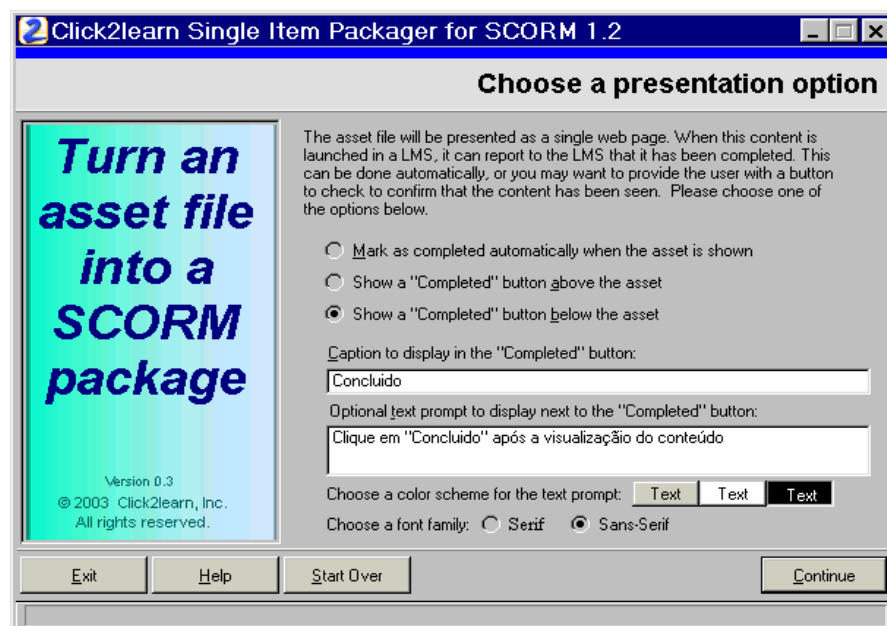 Click2learn Single Item Packager for SCORM 1.2
Choose a presentation option
Turn an
asset file
into a
SCORM
package
Version 0.3
© 2003 Click2learn, Inc.
All rights reserved.
The asset file will be presented as a single web page. When this content is
launched in a LMS, it can report to the LMS that it has been completed. This
can be done automatically, or you may want to provide the user with a button
to check to confirm that the content has been seen. Please choose one of
the options below.
Mark as completed automatically when the asset is shown
Show a "Completed" button above the asset
Show a "Completed" button below the asset
Caption to display in the "Completed" button:
Concluido
Optional text prompt to display next to the "Completed" button:
Clique em "Concluido" após a visualizaçãio do conteúdo
Choose a color scheme for the text prompt: Text Text Text
Choose a font family: Serif Sans-Serif
Exit Help Start Over Continue